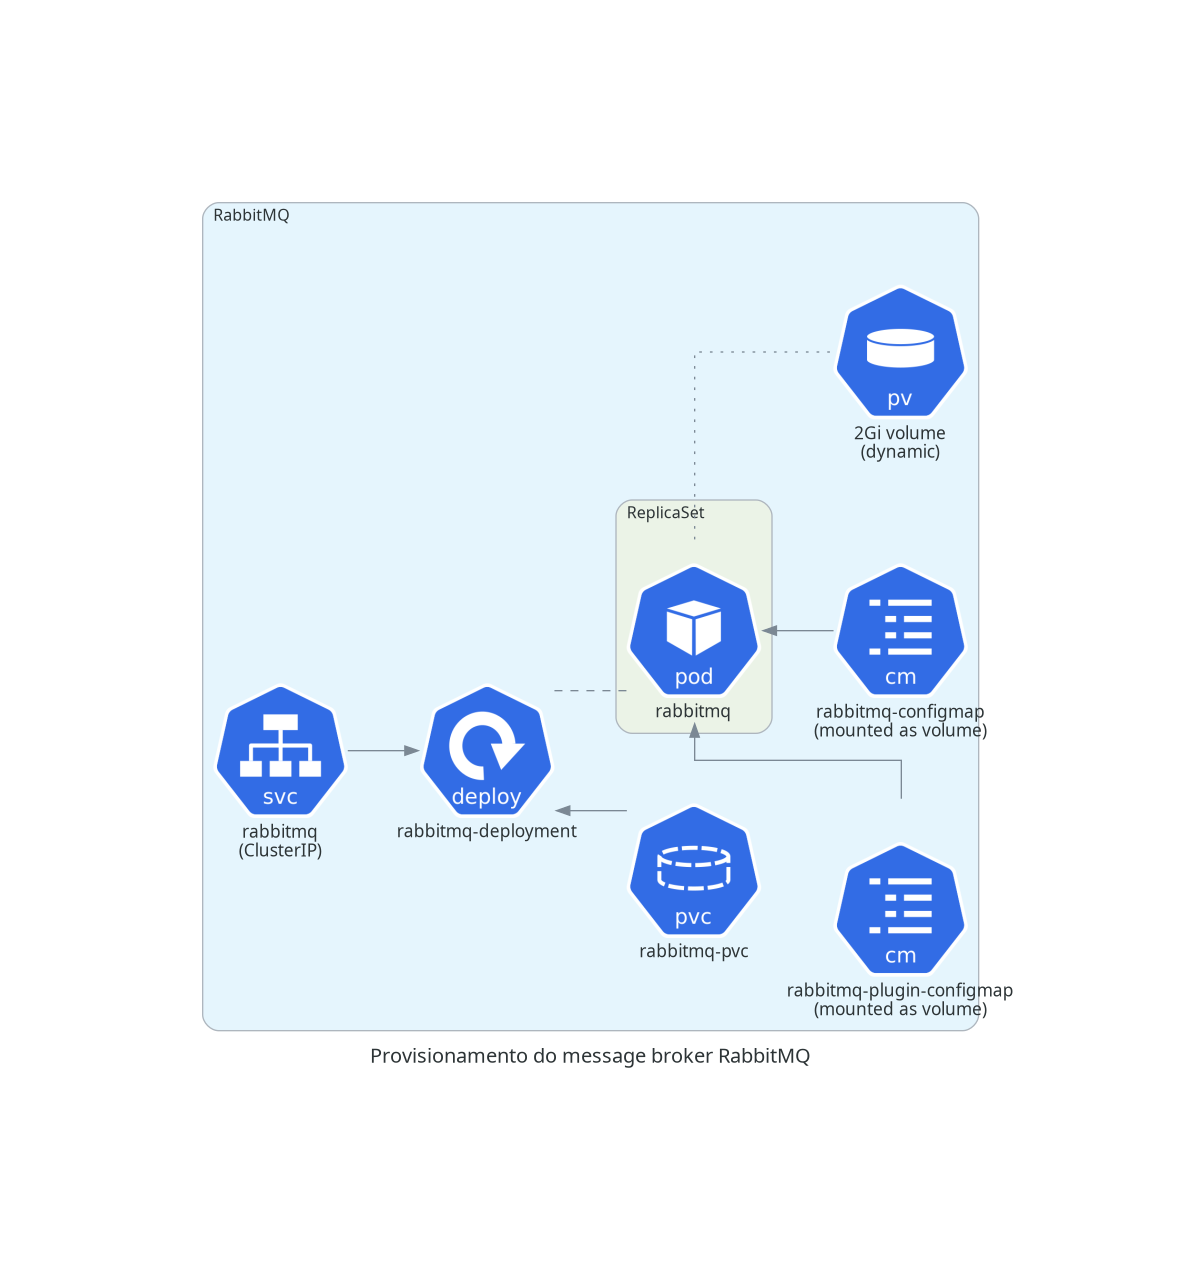 RabbitMQ
pv
2Gi volume
(dynamic)
ReplicaSet
pod
rabbitmq
cm
rabbitmq-configmap
(mounted as volume)
svc
rabbitmq
(ClusterIP)
deploy
rabbitmq-deployment
pvc
rabbitmq-pvc
cm
rabbitmq-plugin-configmap
(mounted as volume)
Provisionamento do message broker RabbitMQ